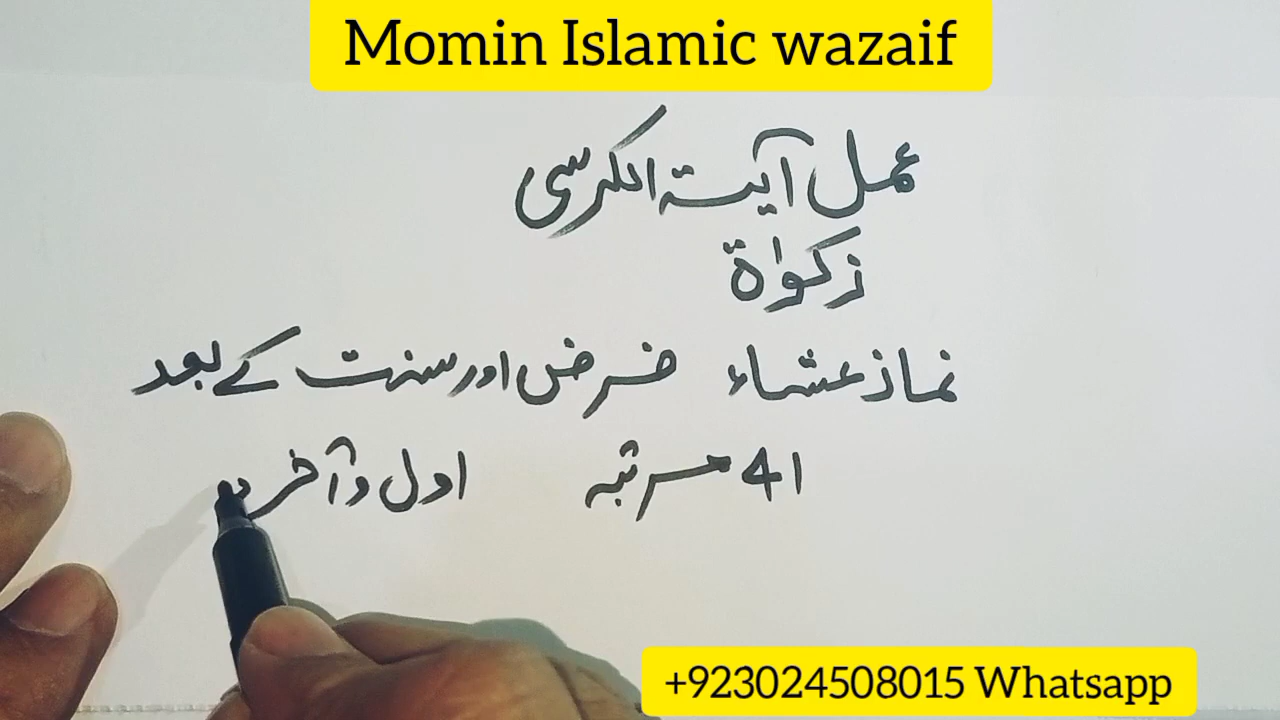 Momin Islamic wazaif
عمل آیتہ الکرسی
زکوٰۃ
نماز عشاء فرض اور سنت کے بعد
41 مرتبہ اول و آخر
+923024508015 Whatsapp